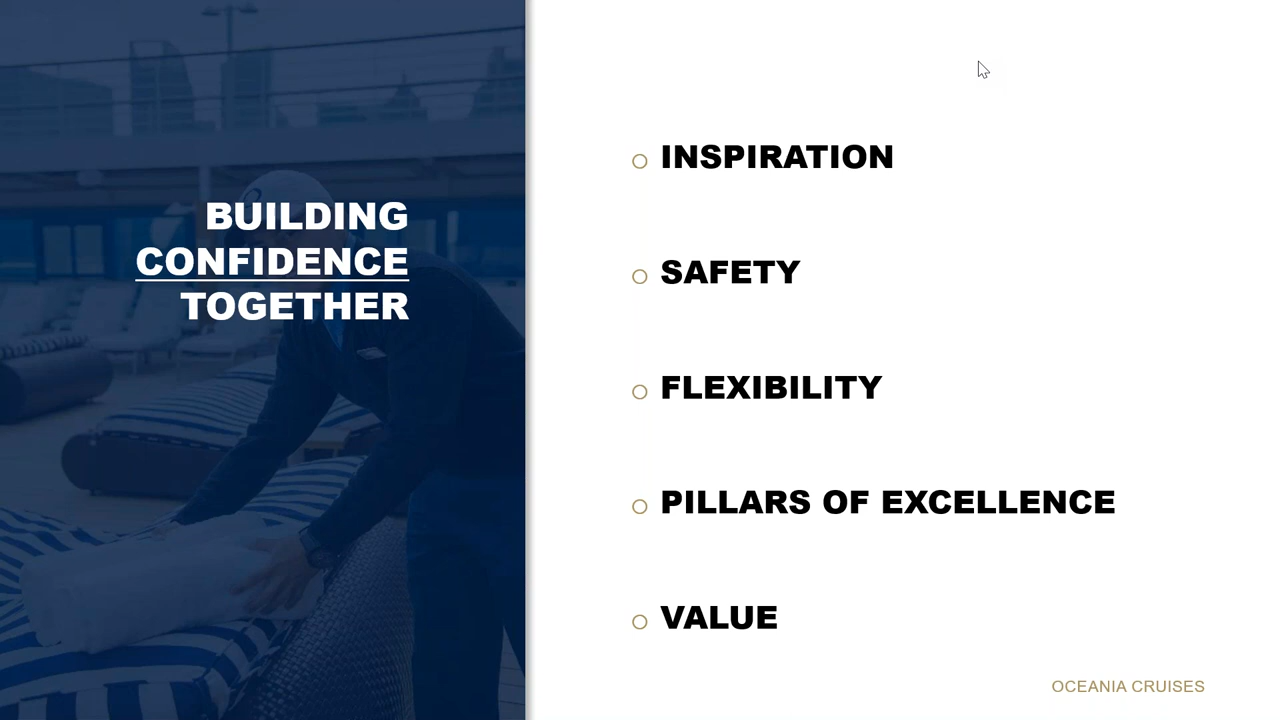 BUILDING
CONFIDENCE
TOGETHER
INSPIRATION
SAFETY
FLEXIBILITY
PILLARS OF EXCELLENCE
VALUE
OCEANIA CRUISES